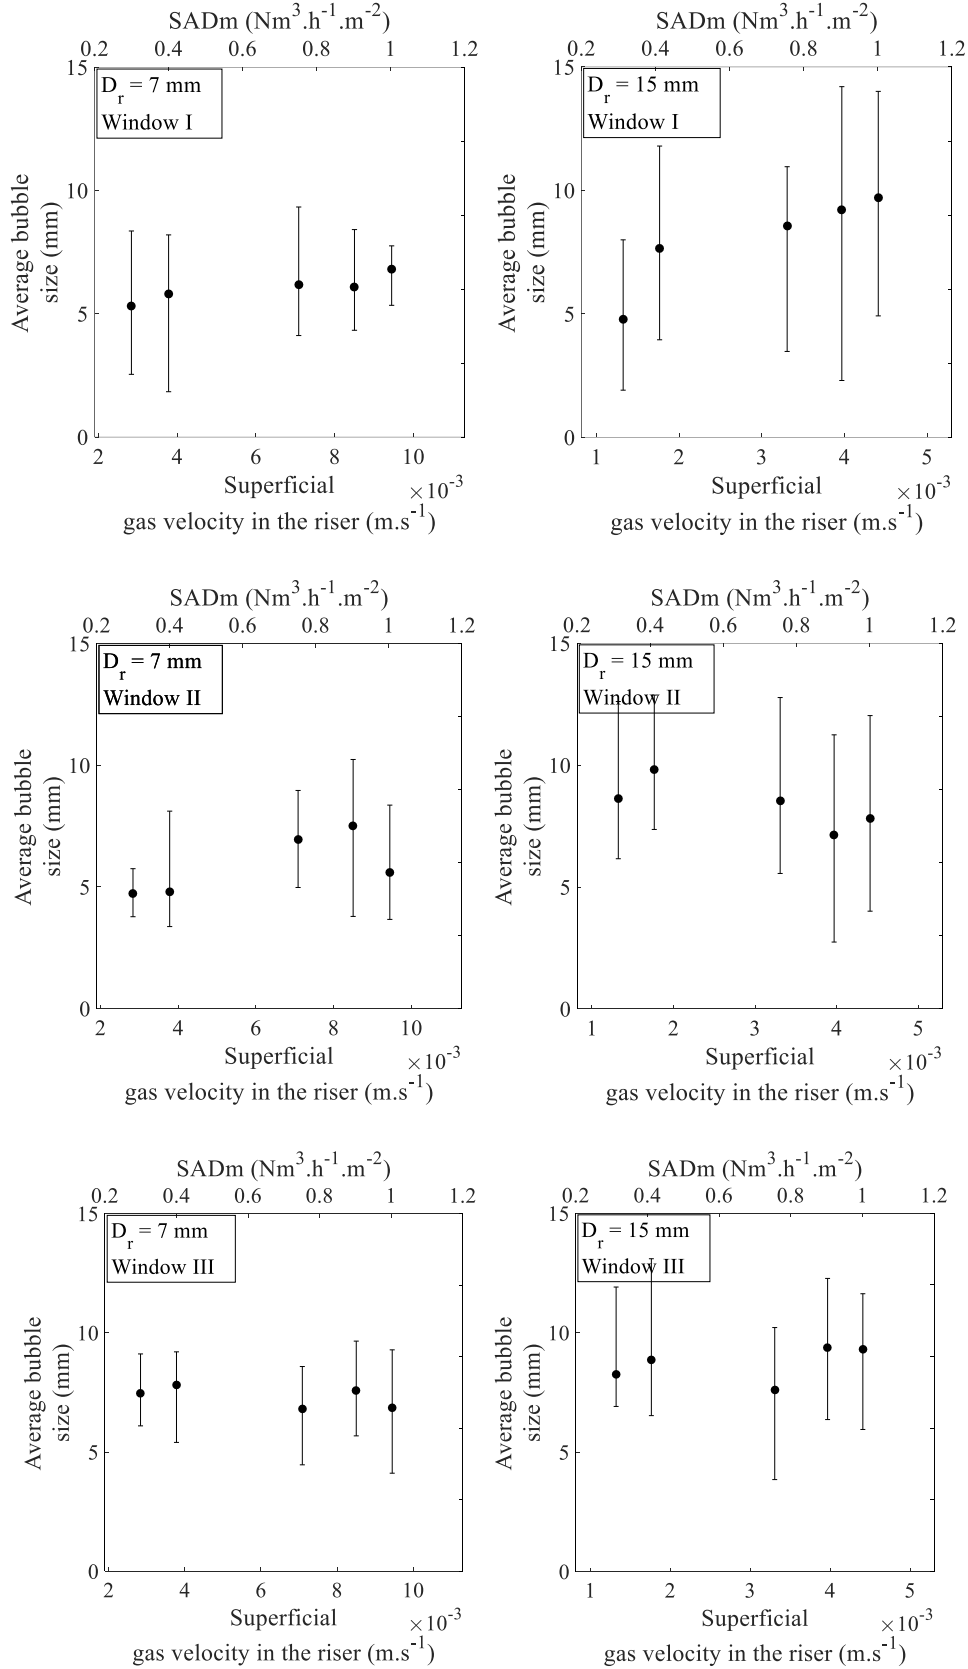 SADm (Nm³.h⁻¹.m⁻²)
0.2 0.4 0.6 0.8 1 1.2
15
10
5
0
Average bubble
size (mm)
D_r = 7 mm
Window I
2 4 6 8 10
Superficial ×10⁻³
gas velocity in the riser (m.s⁻¹)
SADm (Nm³.h⁻¹.m⁻²)
0.2 0.4 0.6 0.8 1 1.2
15
10
5
0
Average bubble
size (mm)
D_r = 15 mm
Window I
1 2 3 4 5
Superficial ×10⁻³
gas velocity in the riser (m.s⁻¹)
SADm (Nm³.h⁻¹.m⁻²)
0.2 0.4 0.6 0.8 1 1.2
15
10
5
0
Average bubble
size (mm)
D_r = 7 mm
Window II
2 4 6 8 10
Superficial ×10⁻³
gas velocity in the riser (m.s⁻¹)
SADm (Nm³.h⁻¹.m⁻²)
0.2 0.4 0.6 0.8 1 1.2
15
10
5
0
Average bubble
size (mm)
D_r = 15 mm
Window II
1 2 3 4 5
Superficial ×10⁻³
gas velocity in the riser (m.s⁻¹)
SADm (Nm³.h⁻¹.m⁻²)
0.2 0.4 0.6 0.8 1 1.2
15
10
5
0
Average bubble
size (mm)
D_r = 7 mm
Window III
2 4 6 8 10
Superficial ×10⁻³
gas velocity in the riser (m.s⁻¹)
SADm (Nm³.h⁻¹.m⁻²)
0.2 0.4 0.6 0.8 1 1.2
15
10
5
0
Average bubble
size (mm)
D_r = 15 mm
Window III
1 2 3 4 5
Superficial ×10⁻³
gas velocity in the riser (m.s⁻¹)